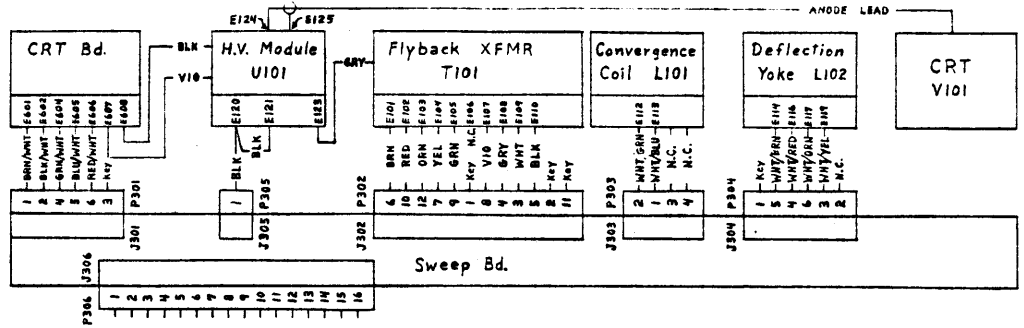 ANODE LEAD
E124 E125
CRT Bd.
BLK
VIO
H.V. Module
U101
GRY
Flyback XFMR
T101
Convergence
Coil L101
Deflection
Yoke L102
CRT
V101
E601 E602 E604 E605 E606 E607 E608
E120 E121 E123
E101 E102 E103 E104 E105 E106 E107 E108 E109 E110
E112 E113
E114 E116 E117 E119
BRN/WHT BLK/WHT GRN/WHT BLU/WHT RED/WHT Key
BLK BLK
BRN RED ORN YEL GRN Key N.C. VIO GRY WHT BLK Key Key
WHT/GRN WHT/BLU N.C. N.C.
Key WHT/BRN WHT/RED WHT/GRN WHT/YEL N.C.
1 2 4 5 6 3 P301
1 P305
P302 6 10 12 7 9 1 8 4 3 5 2 11
P303 2 1 3 4
P304 1 5 4 6 3 2
J301
J305
J302
J303
J304
J306
Sweep Bd.
P306
1 2 3 4 5 6 7 8 9 10 11 12 13 14 15 16